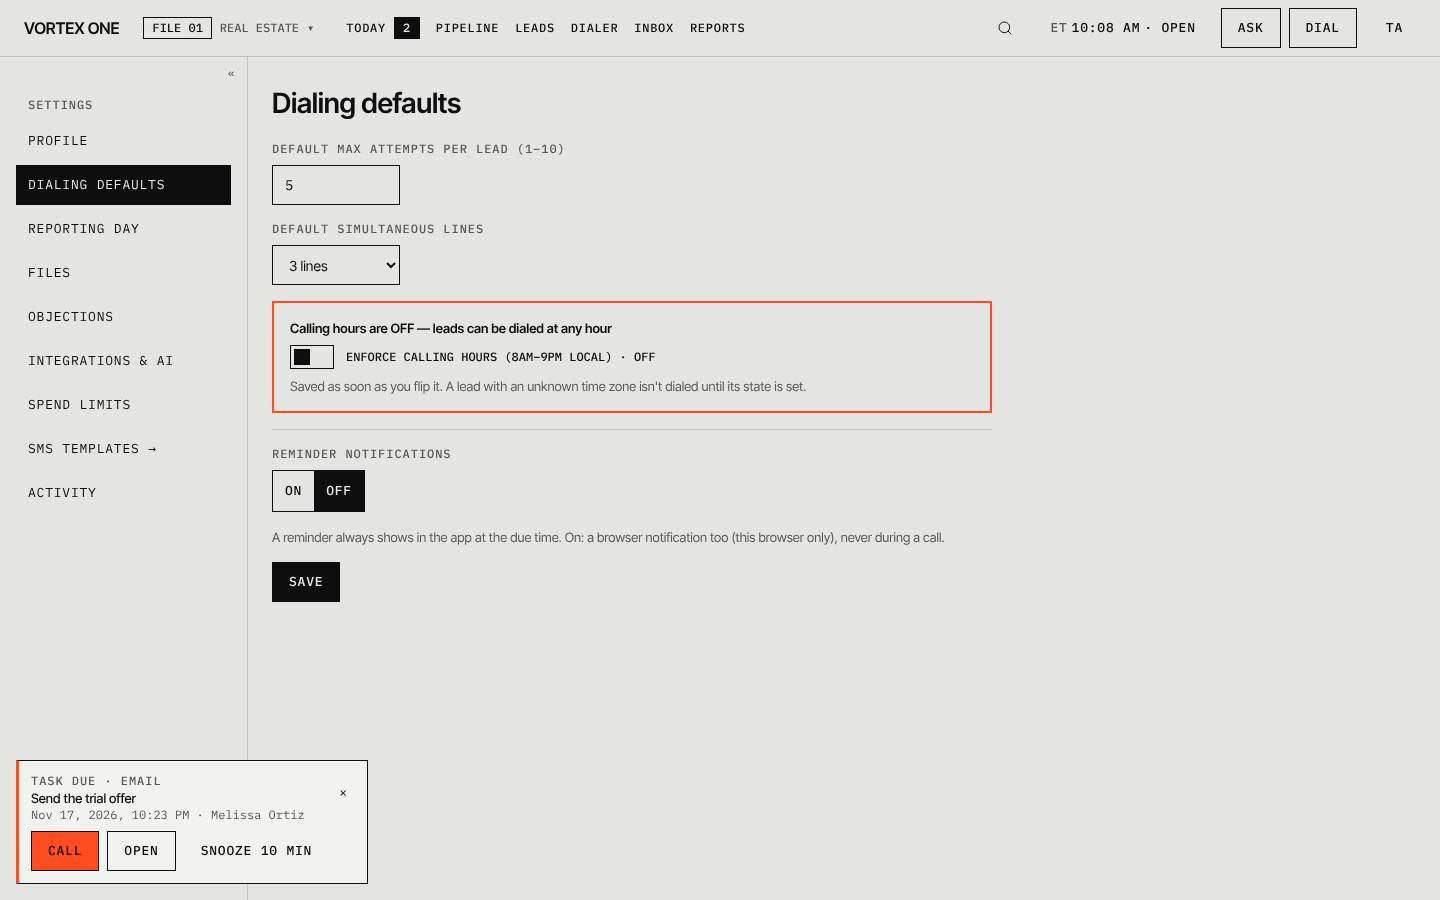 VORTEX ONE
FILE 01 REAL ESTATE ▾
TODAY 2 PIPELINE LEADS DIALER INBOX REPORTS
ET 10:08 AM · OPEN
ASK
DIAL
TA
«
SETTINGS
PROFILE
DIALING DEFAULTS
REPORTING DAY
FILES
OBJECTIONS
INTEGRATIONS & AI
SPEND LIMITS
SMS TEMPLATES →
ACTIVITY
Dialing defaults
DEFAULT MAX ATTEMPTS PER LEAD (1–10)
5
DEFAULT SIMULTANEOUS LINES
3 lines
Calling hours are OFF — leads can be dialed at any hour
ENFORCE CALLING HOURS (8AM–9PM LOCAL) · OFF
Saved as soon as you flip it. A lead with an unknown time zone isn't dialed until its state is set.
REMINDER NOTIFICATIONS
ON OFF
A reminder always shows in the app at the due time. On: a browser notification too (this browser only), never during a call.
SAVE
TASK DUE · EMAIL
×
Send the trial offer
Nov 17, 2026, 10:23 PM · Melissa Ortiz
CALL OPEN SNOOZE 10 MIN